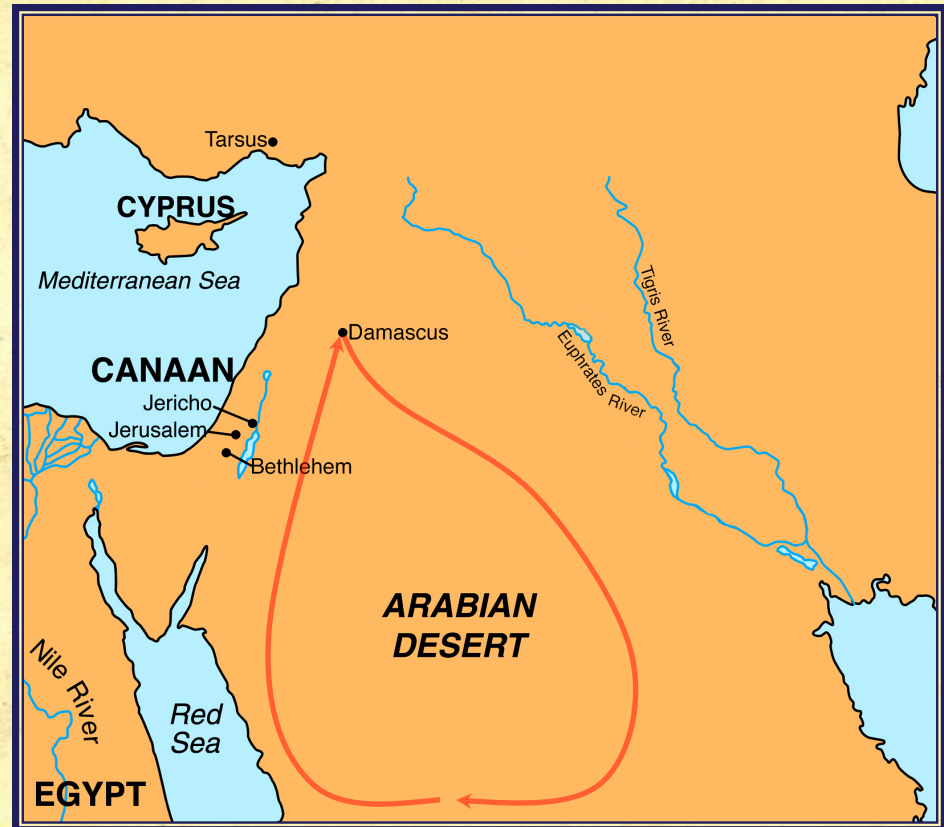 Tarsus
CYPRUS
Mediterranean Sea
Tigris River
Damascus
Euphrates River
CANAAN
Jericho
Jerusalem
Bethlehem
ARABIAN
DESERT
Nile River
Red
Sea
EGYPT